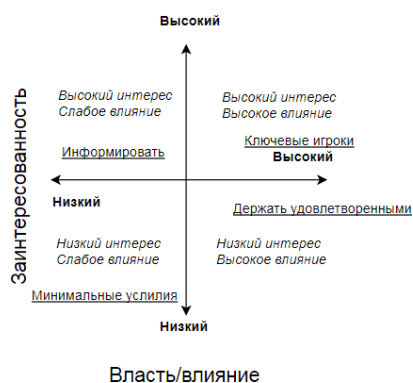 Высокий
Высокий интерес
Слабое влияние
Высокий интерес
Высокое влияние
Информировать
Ключевые игроки
Высокий
Заинтересованность
Низкий
Держать удовлетворенными
Низкий интерес
Слабое влияние
Низкий интерес
Высокое влияние
Минимальные услилия
Низкий
Власть/влияние